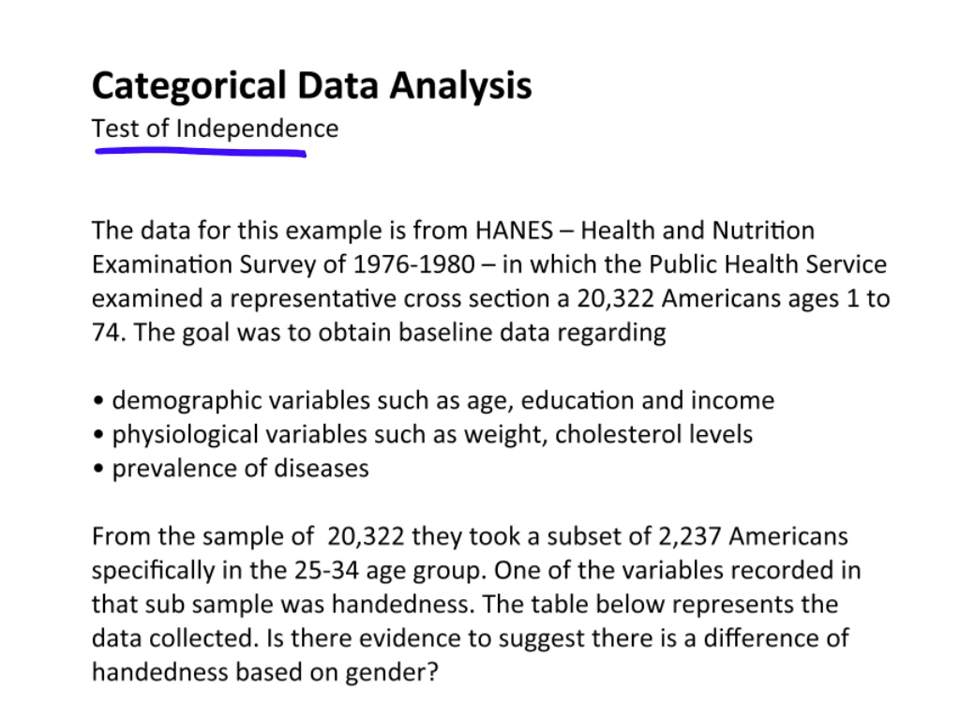 Categorical Data Analysis
Test of Independence
The data for this example is from HANES – Health and Nutrition
Examination Survey of 1976-1980 – in which the Public Health Service
examined a representative cross section a 20,322 Americans ages 1 to
74. The goal was to obtain baseline data regarding
• demographic variables such as age, education and income
• physiological variables such as weight, cholesterol levels
• prevalence of diseases
From the sample of  20,322 they took a subset of 2,237 Americans
specifically in the 25-34 age group. One of the variables recorded in
that sub sample was handedness. The table below represents the
data collected. Is there evidence to suggest there is a difference of
handedness based on gender?